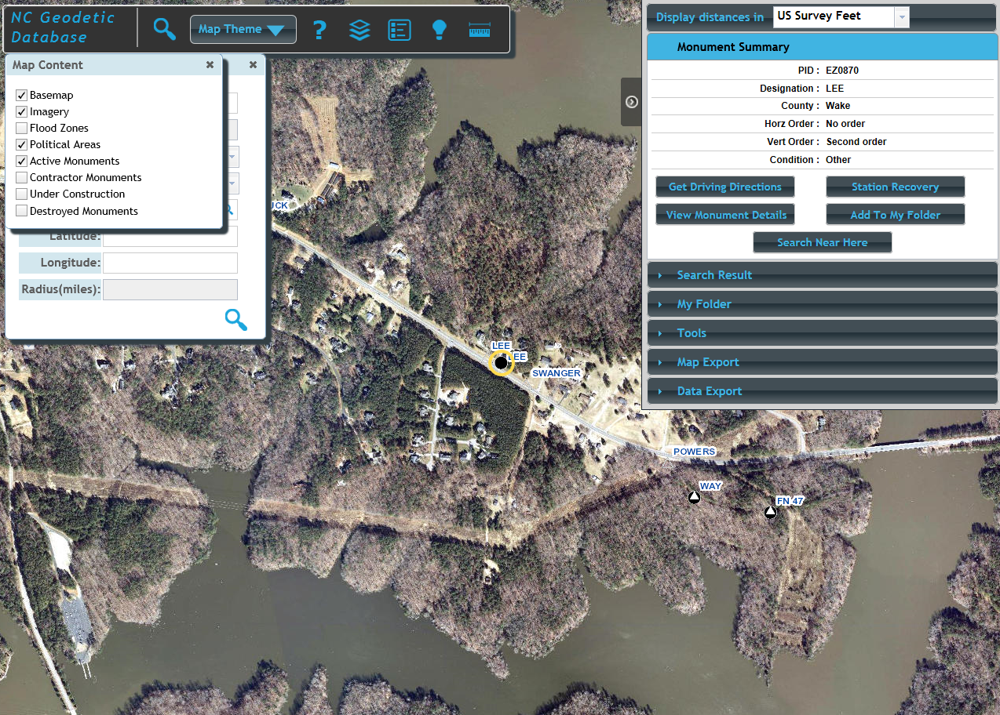 NC Geodetic
Database
Map Theme
?
Map Content
Basemap
Imagery
Flood Zones
Political Areas
Active Monuments
Contractor Monuments
Under Construction
Destroyed Monuments
Latitude:
Longitude:
Radius(miles):
Display distances in US Survey Feet
Monument Summary
PID : EZ0870
Designation : LEE
County : Wake
Horz Order : No order
Vert Order : Second order
Condition : Other
Get Driving Directions
Station Recovery
View Monument Details
Add To My Folder
Search Near Here
Search Result
My Folder
Tools
Map Export
Data Export
LEE
LEE
SWANGER
POWERS
WAY
FN 47